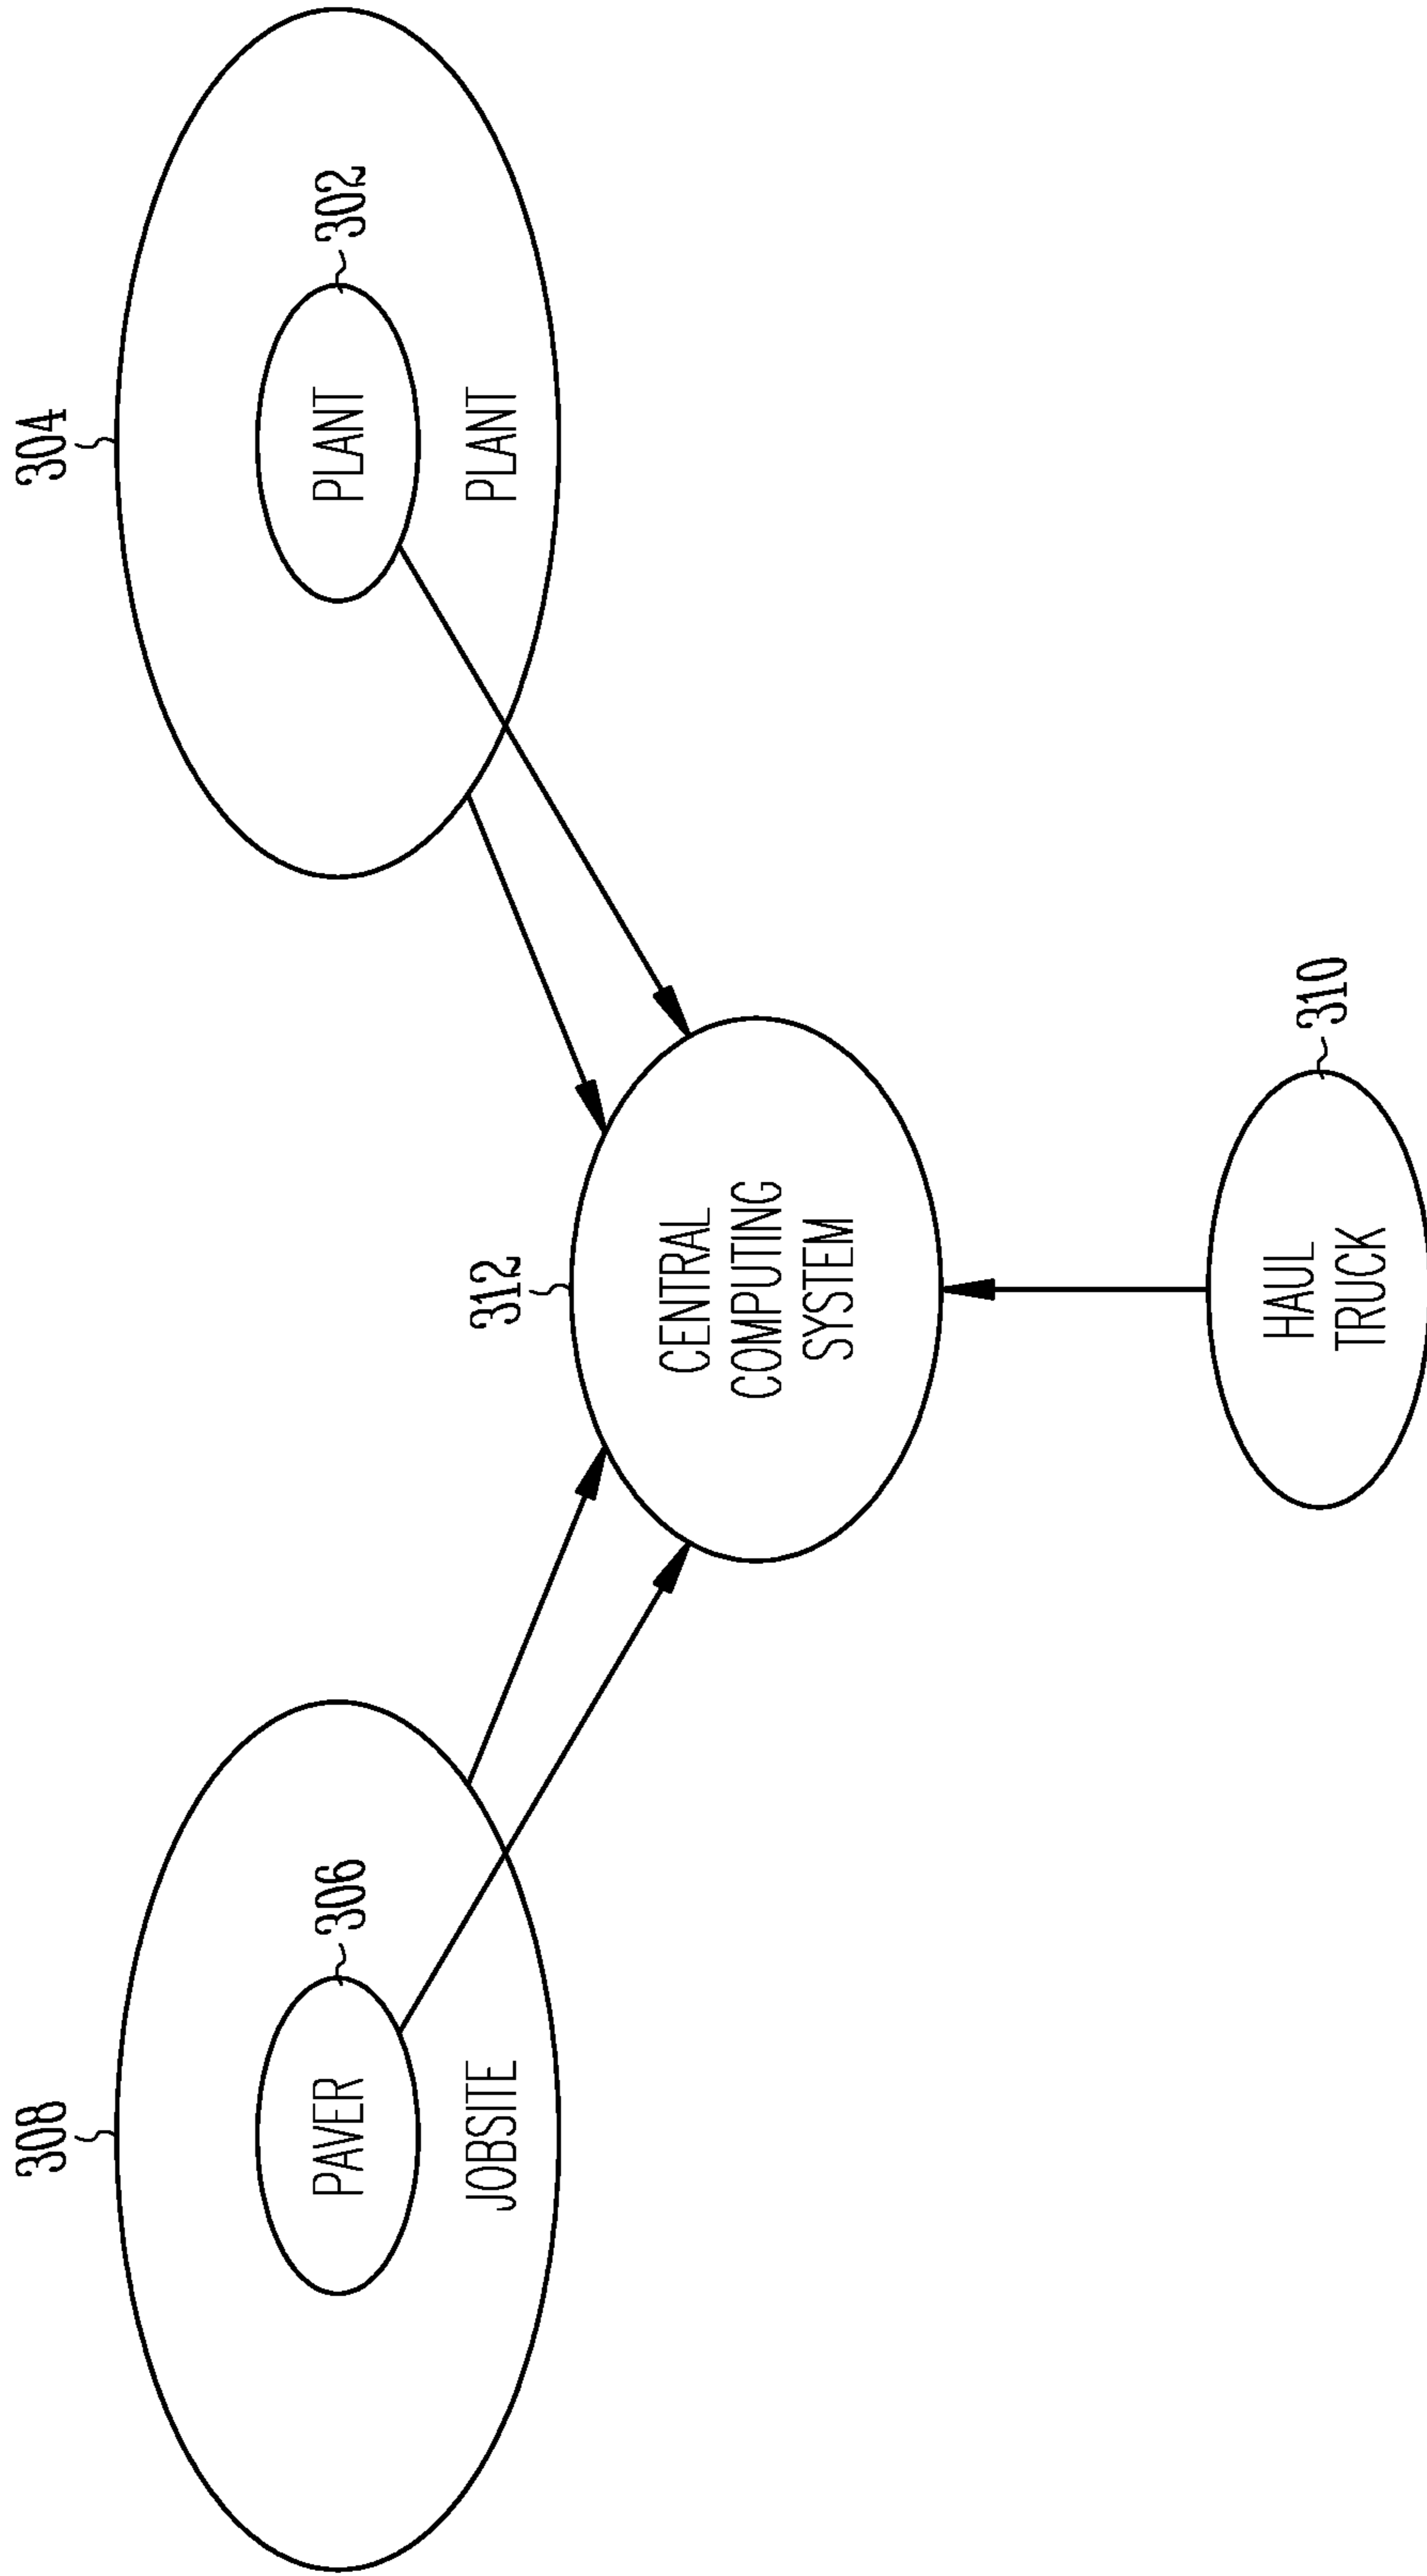 308
304
306
302
PAVER
PLANT
JOBSITE
PLANT
312
CENTRAL
COMPUTING
SYSTEM
310
HAUL
TRUCK